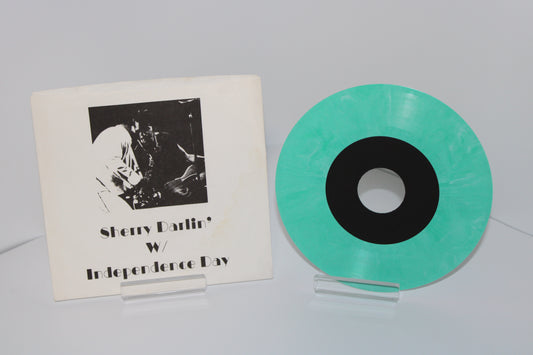 Sherry Darlin'
W/
Independence Day